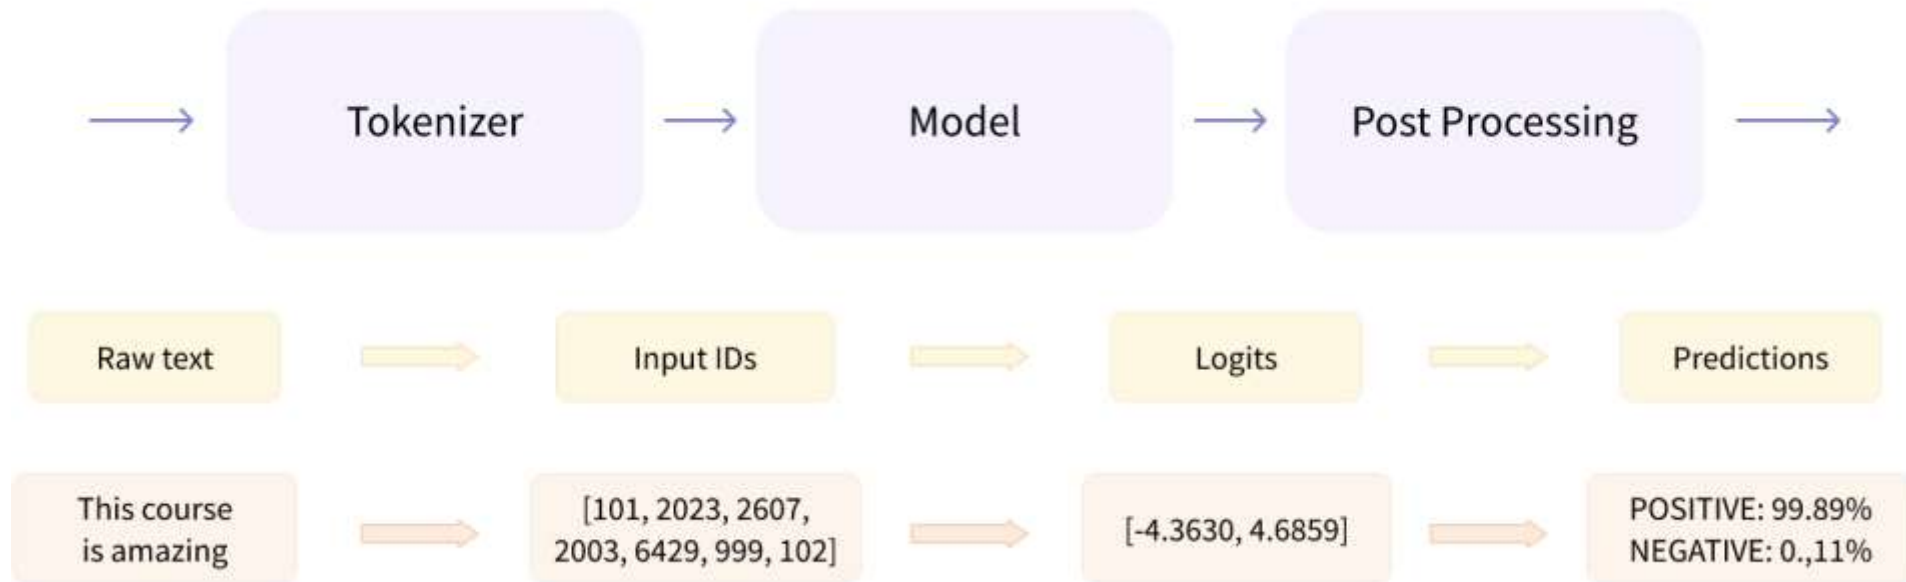 Tokenizer
Model
Post Processing
Raw text
Input IDs
Logits
Predictions
This course
is amazing
[101, 2023, 2607,
2003, 6429, 999, 102]
[-4.3630, 4.6859]
POSITIVE: 99.89%
NEGATIVE: 0.,11%